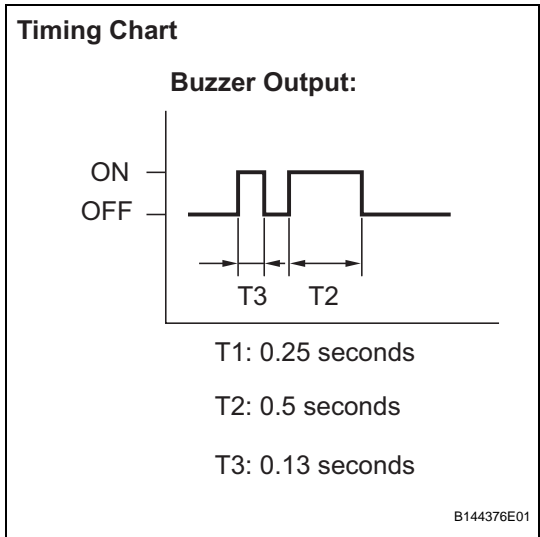 Timing Chart
Buzzer Output:
ON
OFF
T3 T2
T1: 0.25 seconds
T2: 0.5 seconds
T3: 0.13 seconds
B144376E01